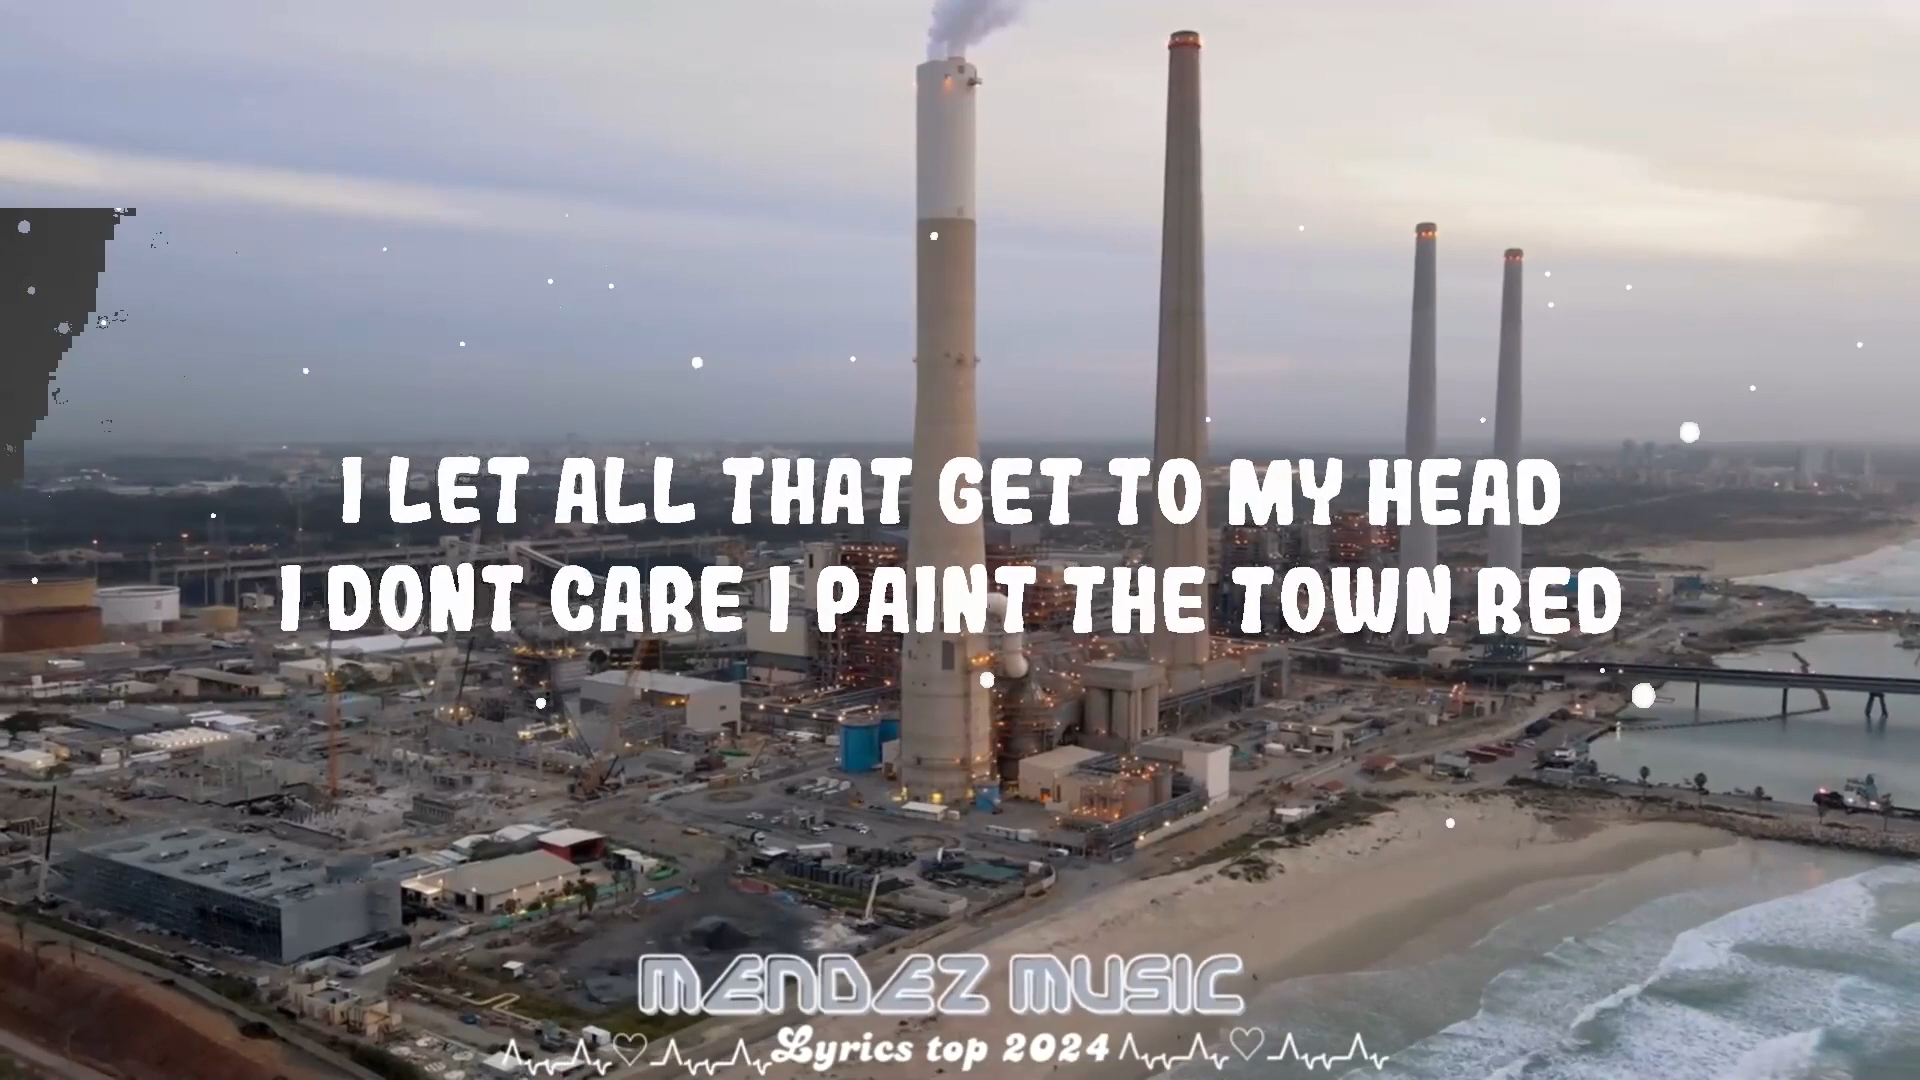 I LET ALL THAT GET TO MY HEAD
I DONT CARE I PAINT THE TOWN RED
MENDEZ MUSIC
Lyrics top 2024